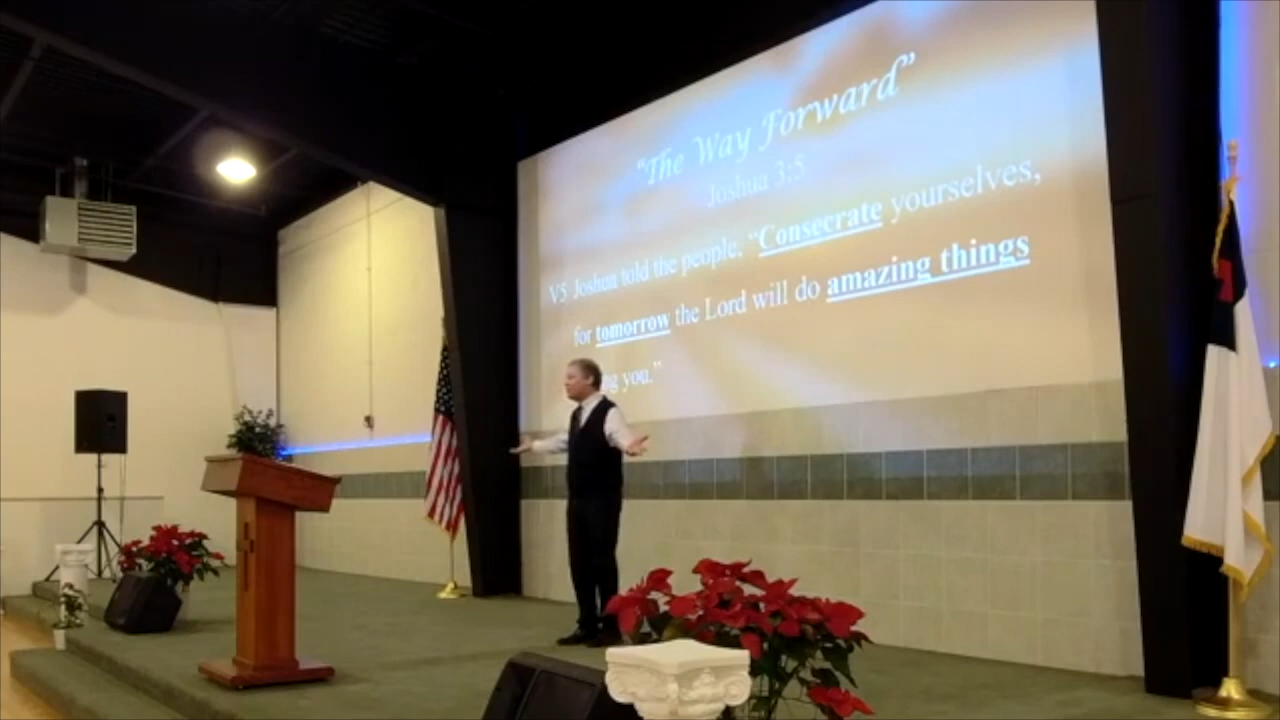 “The Way Forward”
Joshua 3:5
V5 Joshua told the people, “Consecrate yourselves,
for tomorrow the Lord will do amazing things
you.”